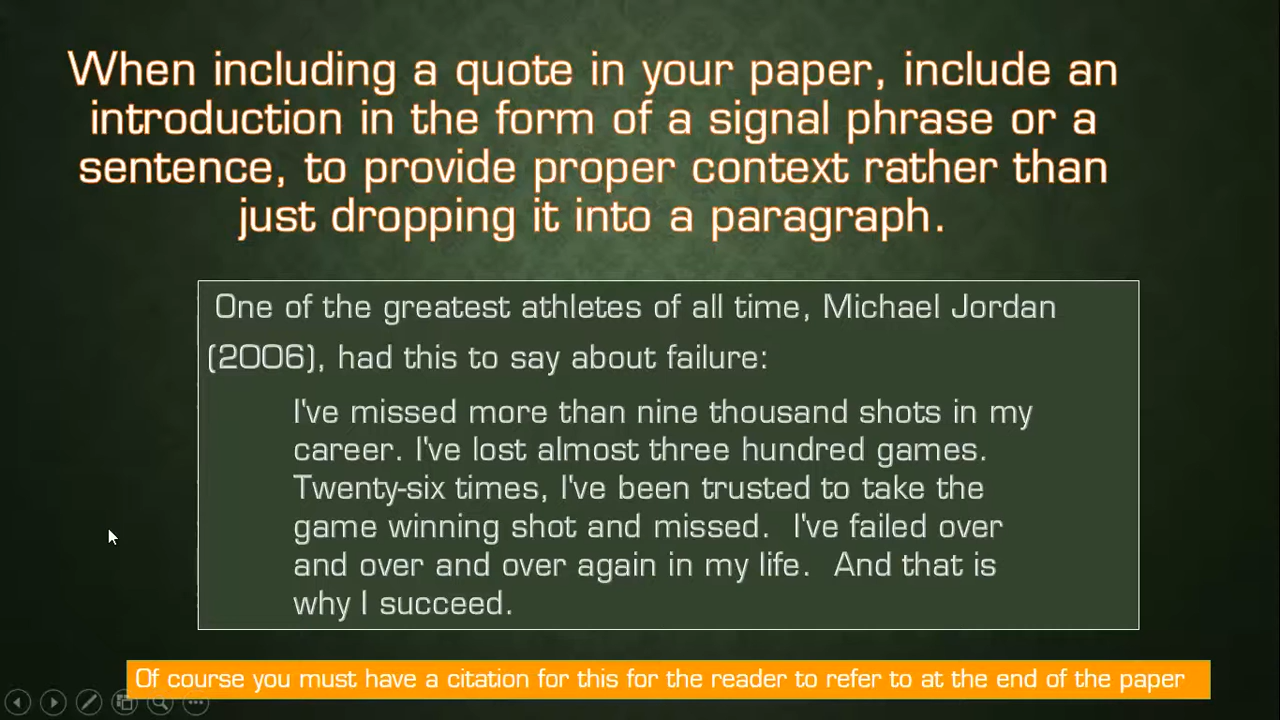 When including a quote in your paper, include an
introduction in the form of a signal phrase or a
sentence, to provide proper context rather than
just dropping it into a paragraph.
One of the greatest athletes of all time, Michael Jordan
(2006), had this to say about failure:
I've missed more than nine thousand shots in my
career. I've lost almost three hundred games.
Twenty-six times, I've been trusted to take the
game winning shot and missed.  I've failed over
and over and over again in my life.  And that is
why I succeed.
Of course you must have a citation for this for the reader to refer to at the end of the paper